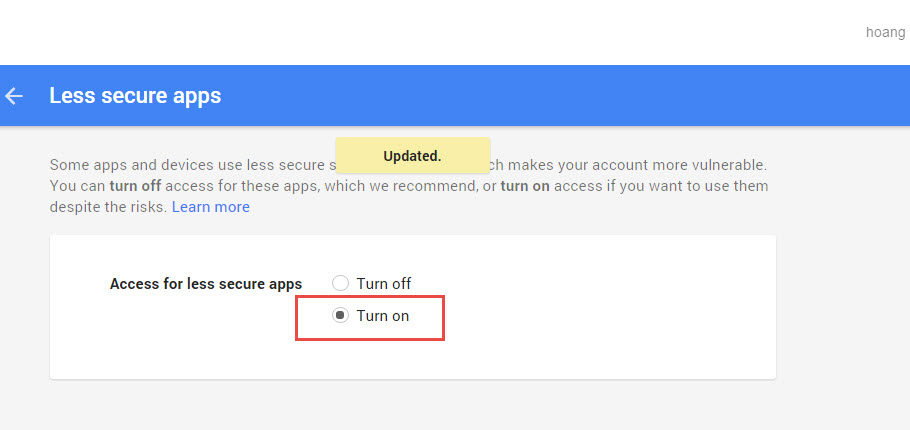 hoang
Less secure apps
Updated.
Some apps and devices use less secure s ch makes your account more vulnerable.
You can turn off access for these apps, which we recommend, or turn on access if you want to use them
despite the risks. Learn more
Access for less secure apps
Turn off
Turn on